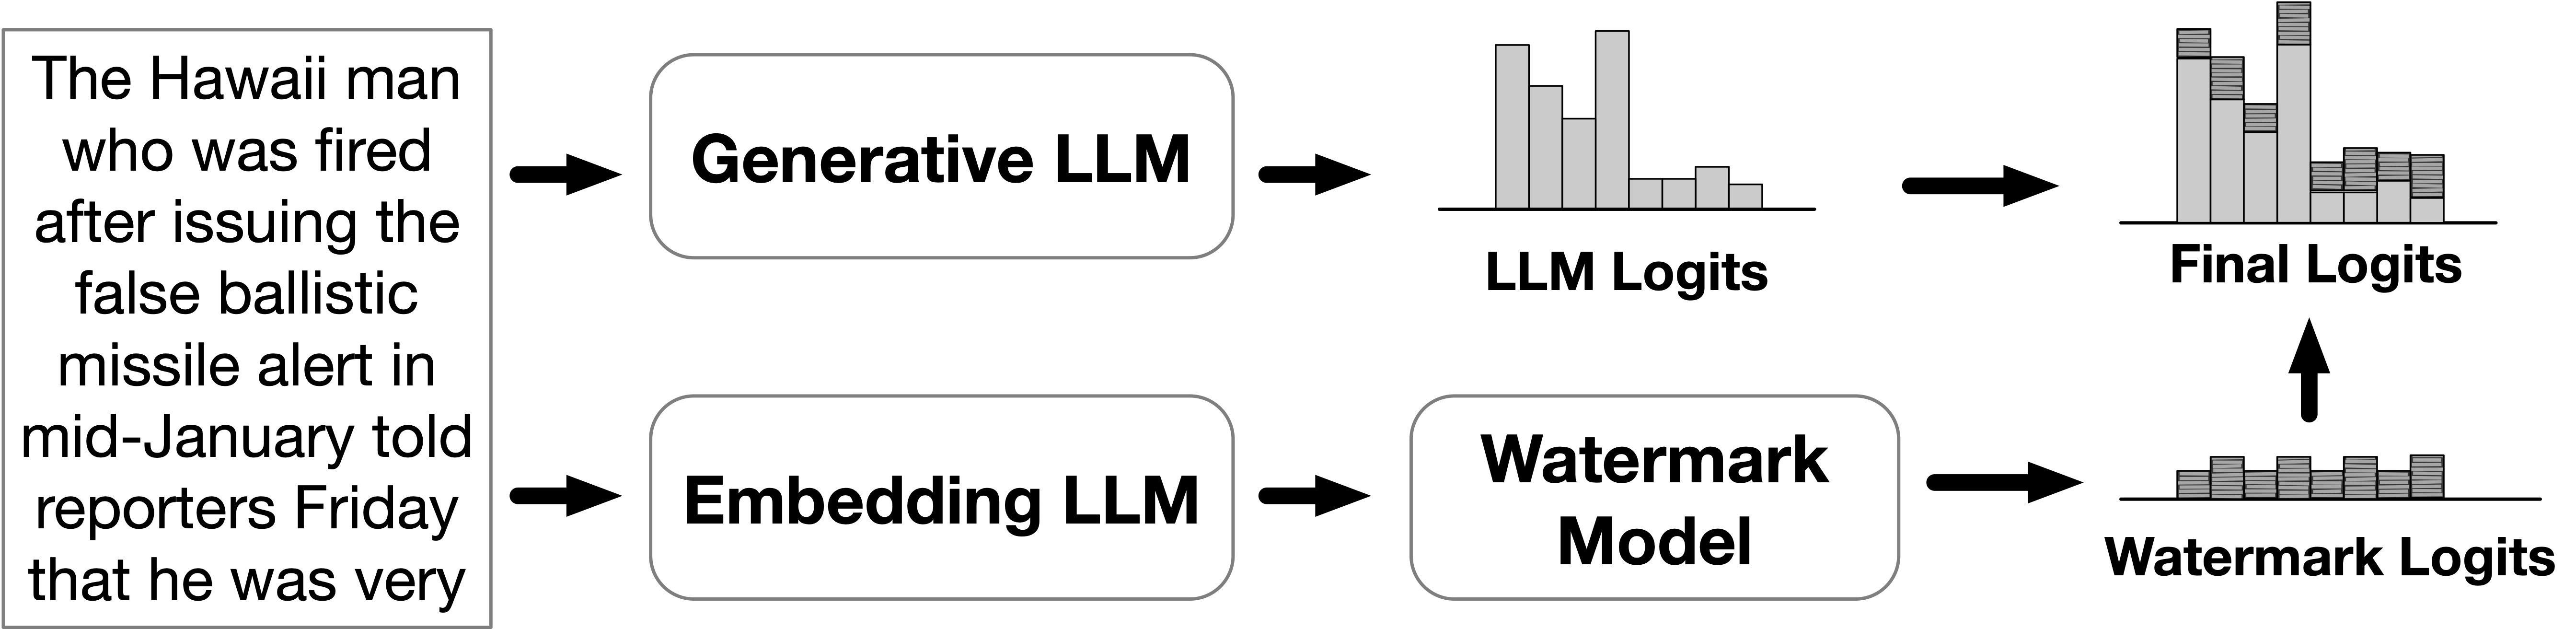 The Hawaii man
who was fired
after issuing the
false ballistic
missile alert in
mid-January told
reporters Friday
that he was very
Generative LLM
LLM Logits
Final Logits
Embedding LLM
Watermark
Model
Watermark Logits